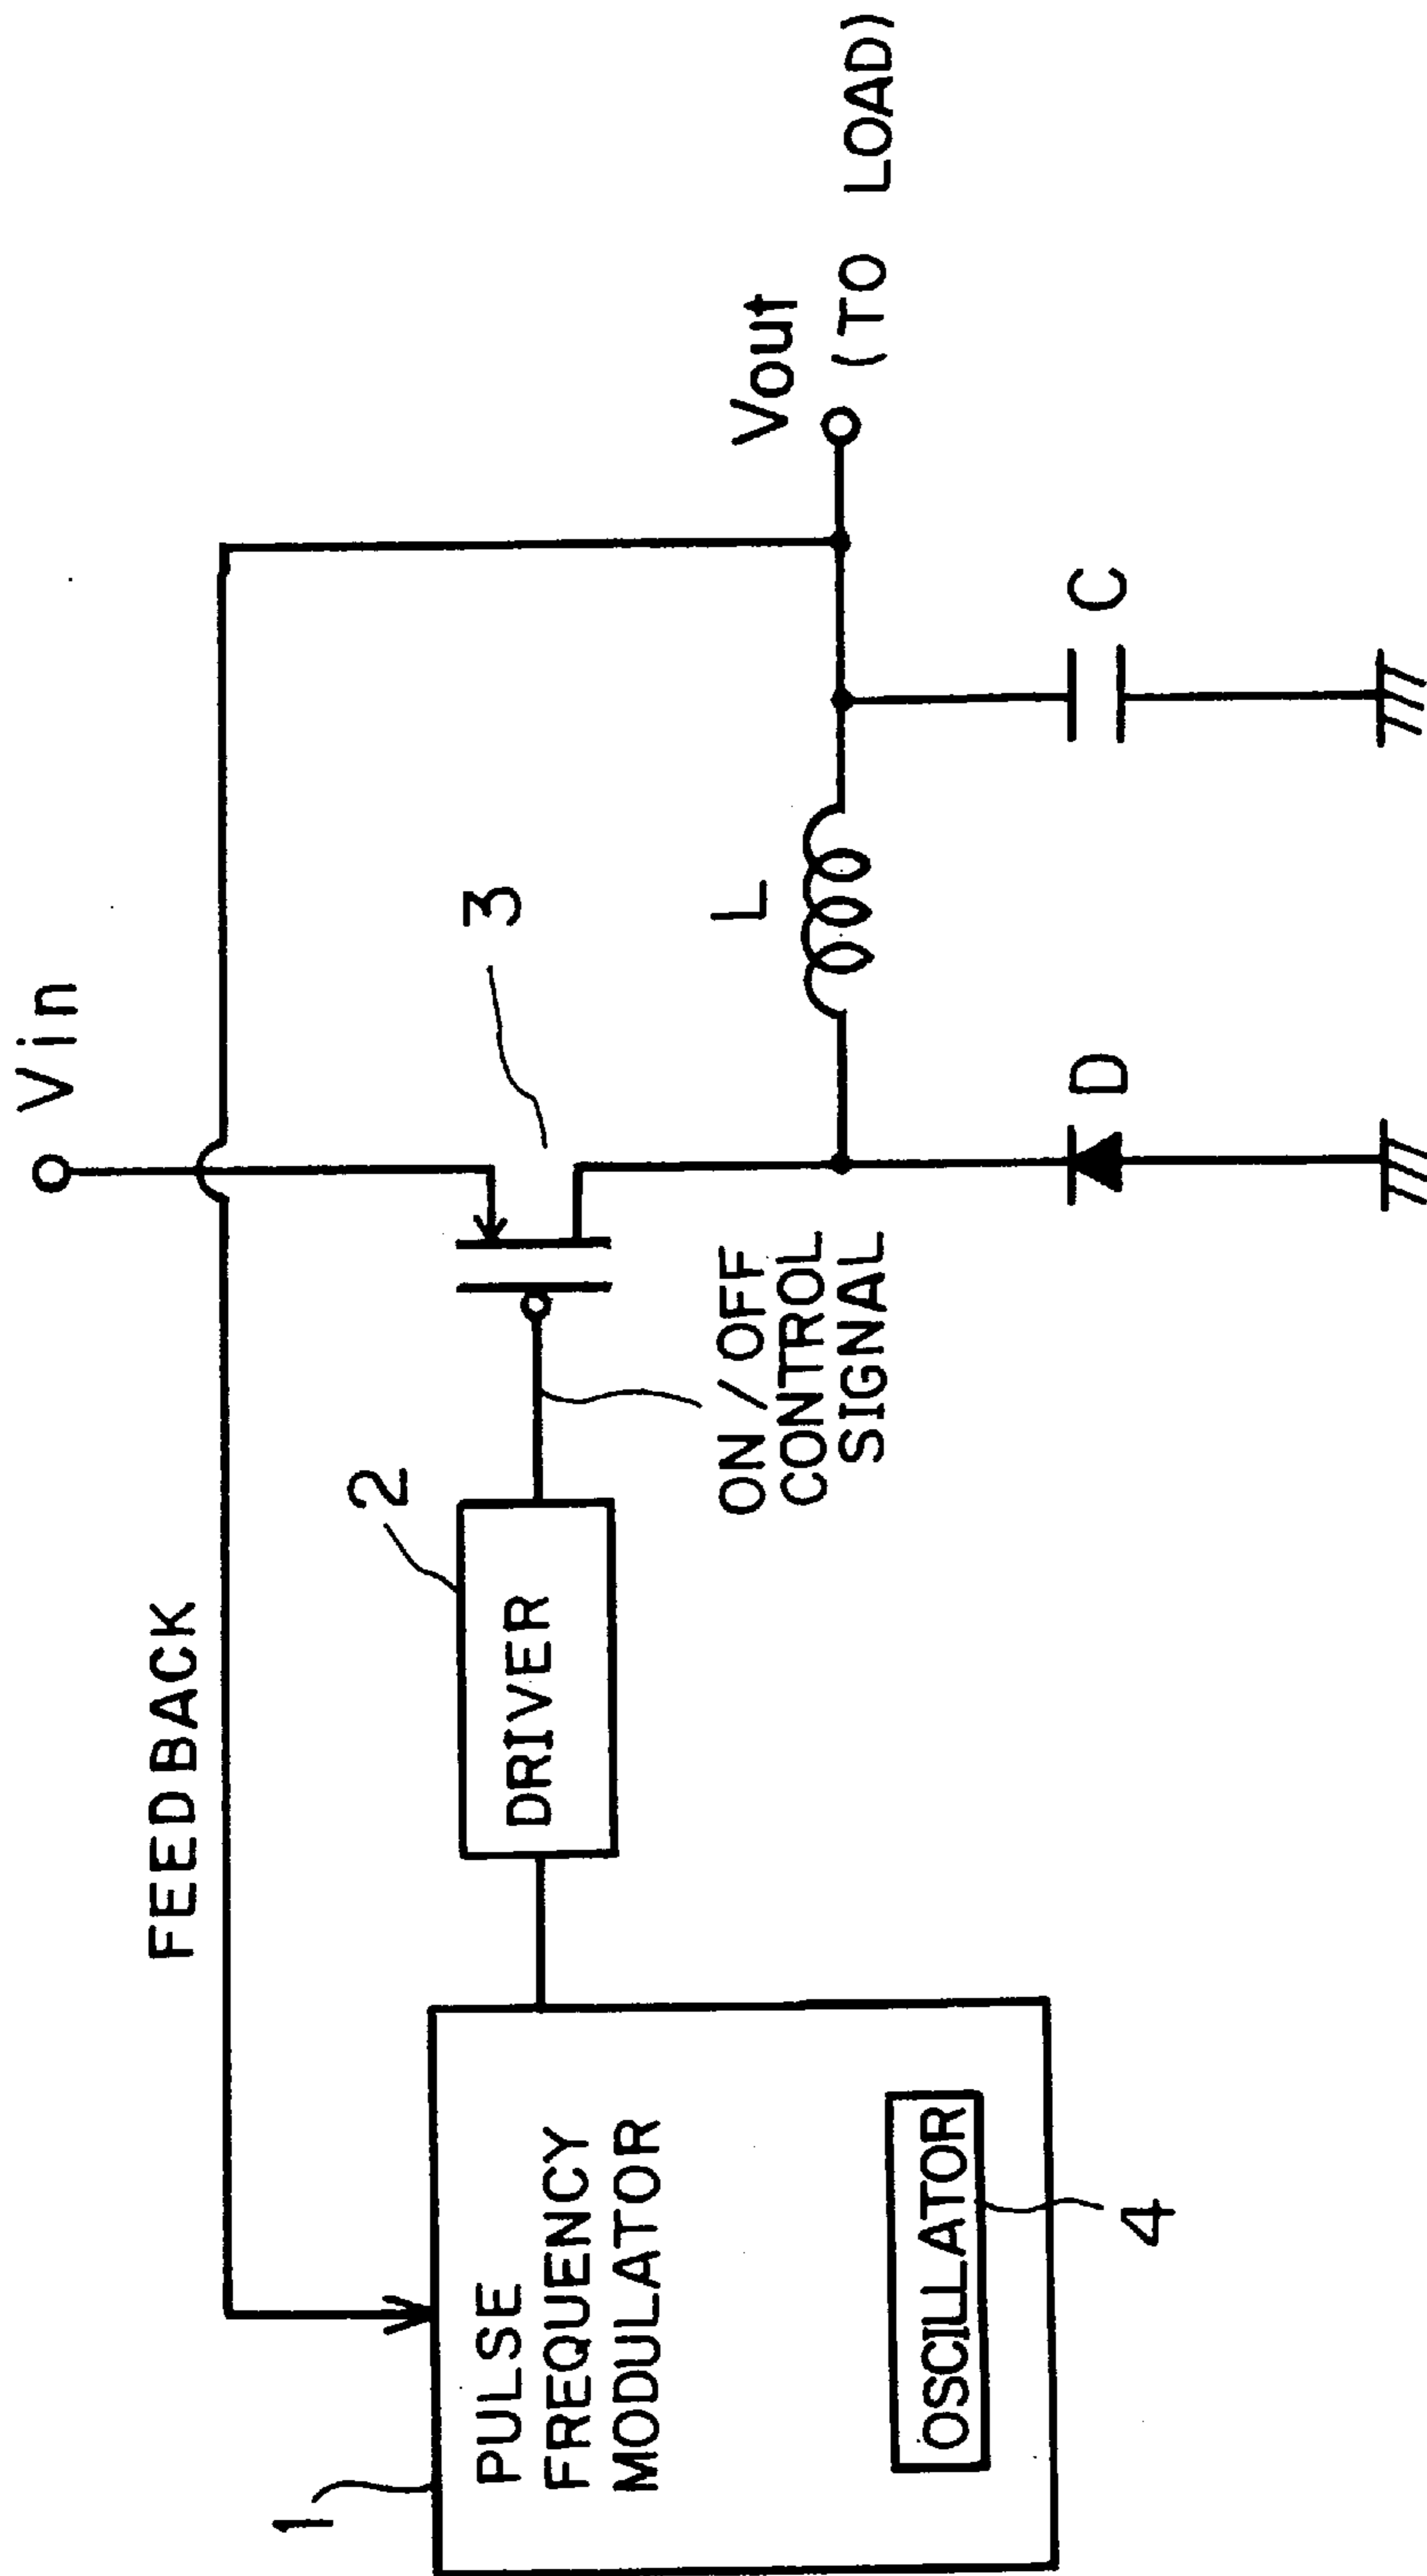 Vin
FEEDBACK
3
2
DRIVER
L
Vout
(TO LOAD)
ON/OFF
CONTROL
SIGNAL
1
PULSE
FREQUENCY
MODULATOR
OSCILLATOR
4
D
C